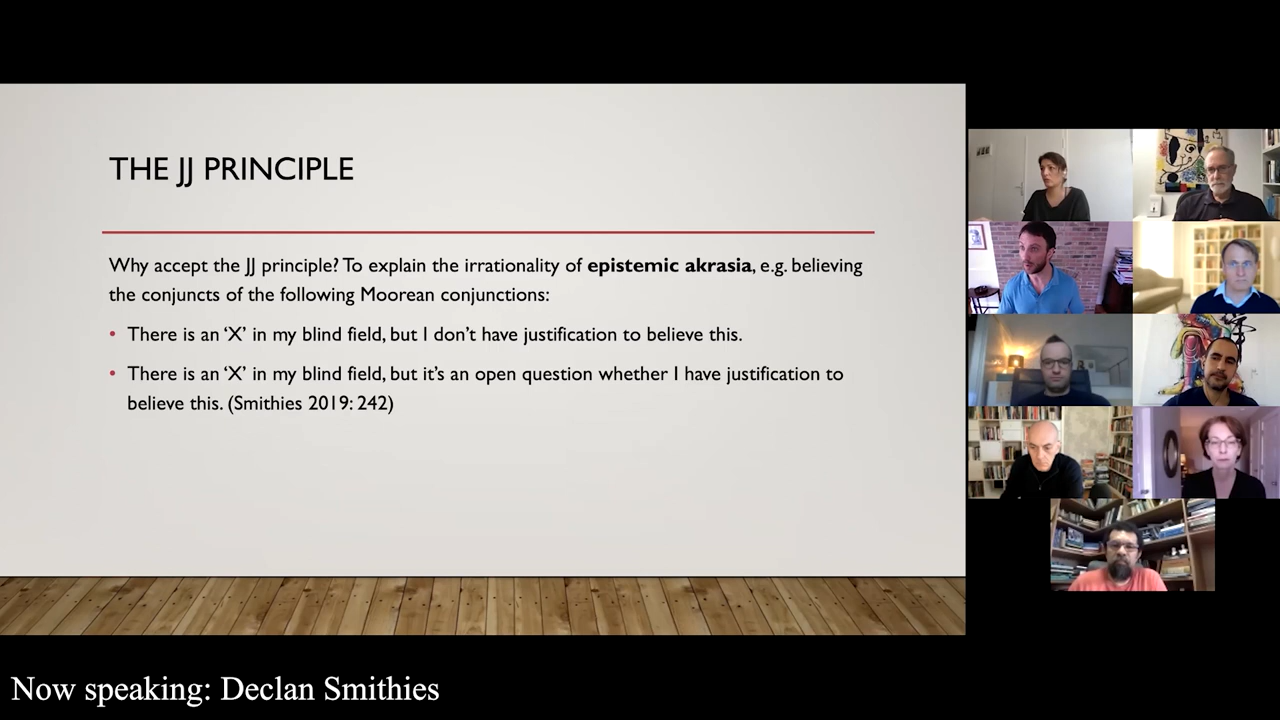 THE JJ PRINCIPLE
Why accept the JJ principle? To explain the irrationality of epistemic akrasia, e.g. believing
the conjuncts of the following Moorean conjunctions:
• There is an ‘X’ in my blind field, but I don’t have justification to believe this.
• There is an ‘X’ in my blind field, but it’s an open question whether I have justification to
believe this. (Smithies 2019: 242)
Now speaking: Declan Smithies